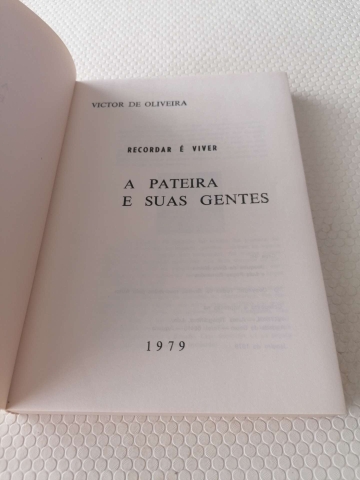 VICTOR DE OLIVEIRA
RECORDAR É VIVER
A PATEIRA
E SUAS GENTES
1979